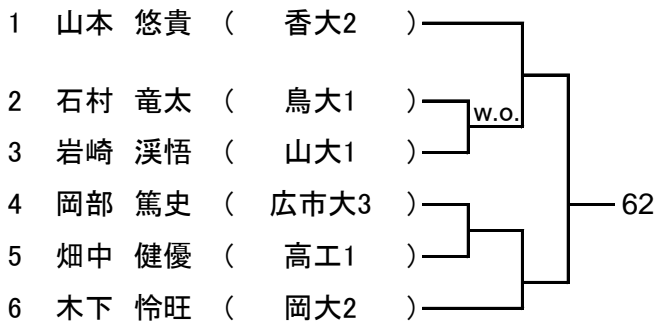 1 山本 悠貴 ( 香大2 )
2 石村 竜太 ( 鳥大1 )
w.o.
3 岩崎 渓悟 ( 山大1 )
4 岡部 篤史 ( 広市大3 )
62
5 畑中 健優 ( 高工1 )
6 木下 怜旺 ( 岡大2 )